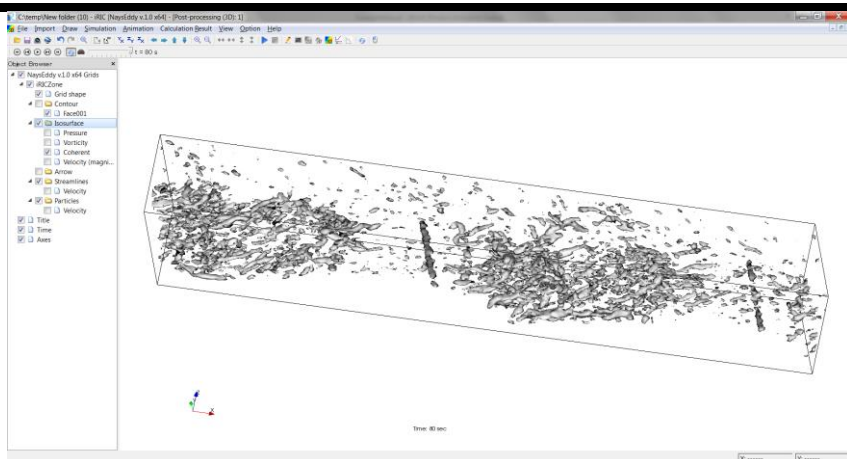 C:\temp\New folder (10) - iRIC [NaysEddy v.1.0 x64] - [Post-processing (3D): 1]
File Import Draw Simulation Animation Calculation Result View Option Help
t = 80 s
Object Browser
NaysEddy v.1.0 x64 Grids
iRICZone
Grid shape
Contour
Face001
Isosurface
Pressure
Vorticity
Coherent
Velocity (magni...
Arrow
Streamlines
Velocity
Particles
Velocity
Title
Time
Axes
Time: 80 sec